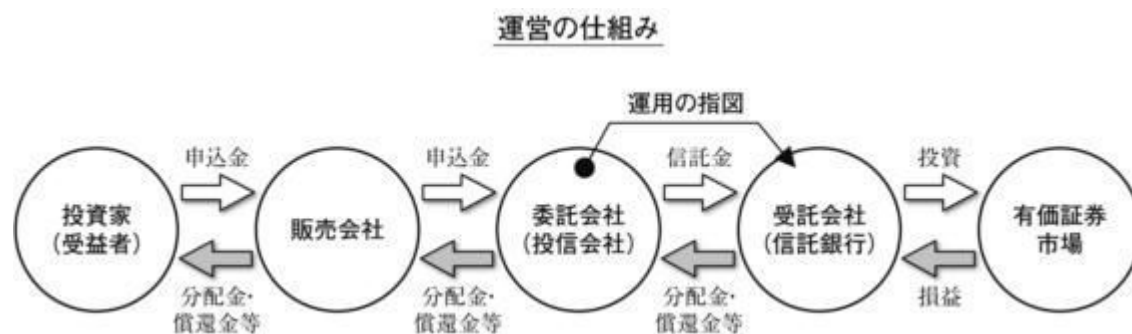 運営の仕組み
運用の指図
申込金
申込金
信託金
投資
投資家
（受益者）
販売会社
委託会社
（投信会社）
受託会社
（信託銀行）
有価証券
市場
分配金・
償還金等
分配金・
償還金等
分配金・
償還金等
損益